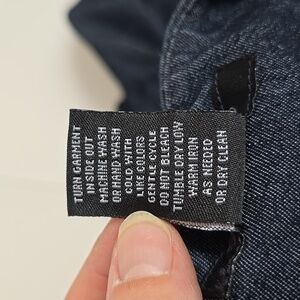 TURN GARMENT
INSIDE OUT
MACHINE WASH
OR HAND WASH
COLD WITH
LIKE COLORS
GENTLE CYCLE
DO NOT BLEACH
TUMBLE DRY LOW
WARM IRON
AS NEEDED
OR DRY CLEAN